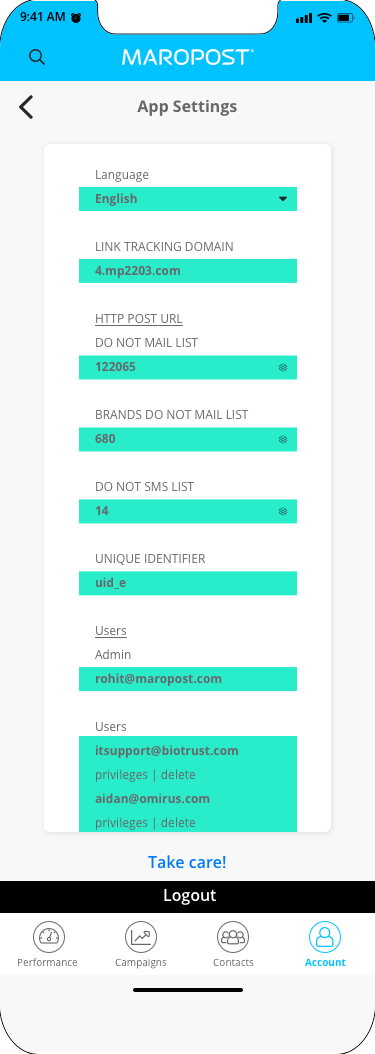 9:41 AM
MAROPOST
App Settings
Language
English
LINK TRACKING DOMAIN
4.mp2203.com
HTTP POST URL
DO NOT MAIL LIST
122065
BRANDS DO NOT MAIL LIST
680
DO NOT SMS LIST
14
UNIQUE IDENTIFIER
uid_e
Users
Admin
rohit@maropost.com
Users
itsupport@biotrust.com
privileges | delete
aidan@omirus.com
privileges | delete
Take care!
Logout
Performance Campaigns Contacts Account